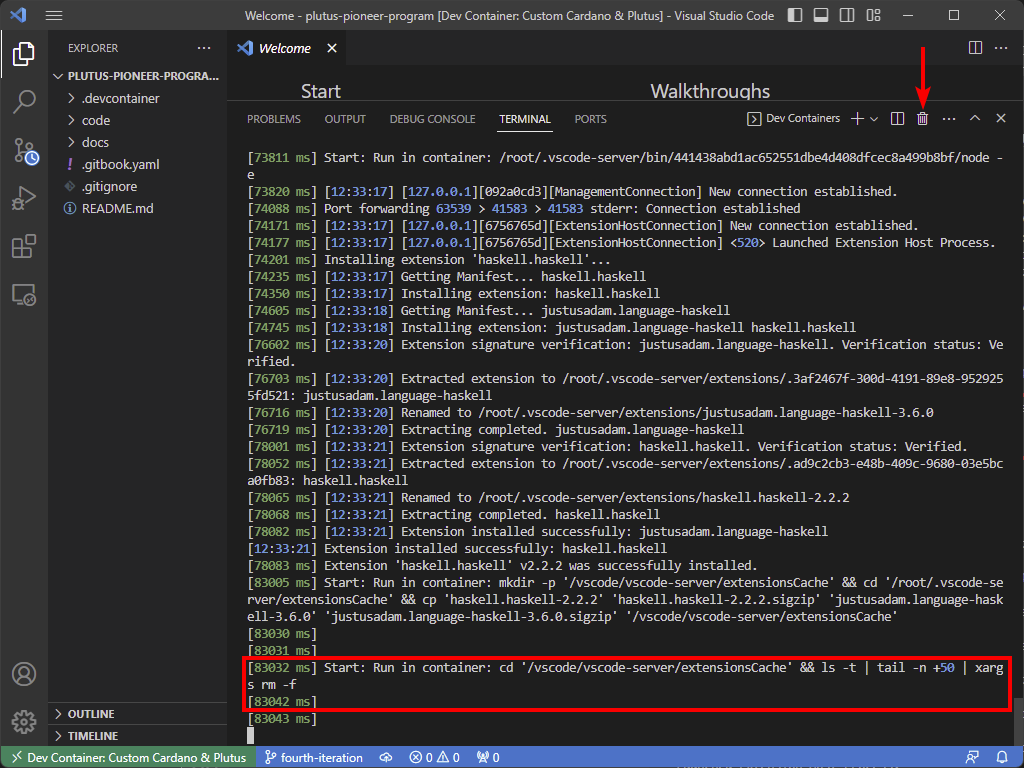 Welcome - plutus-pioneer-program [Dev Container: Custom Cardano & Plutus] - Visual Studio Code
EXPLORER
PLUTUS-PIONEER-PROGRA...
.devcontainer
code
docs
.gitbook.yaml
.gitignore
README.md
OUTLINE
TIMELINE
Welcome
Start
Walkthroughs
PROBLEMS OUTPUT DEBUG CONSOLE TERMINAL PORTS
Dev Containers
[73811 ms] Start: Run in container: /root/.vscode-server/bin/441438abd1ac652551dbe4d408dfcec8a499b8bf/node -
e
[73820 ms] [12:33:17] [127.0.0.1][092a0cd3][ManagementConnection] New connection established.
[74088 ms] Port forwarding 63539 > 41583 > 41583 stderr: Connection established
[74171 ms] [12:33:17] [127.0.0.1][6756765d][ExtensionHostConnection] New connection established.
[74177 ms] [12:33:17] [127.0.0.1][6756765d][ExtensionHostConnection] <520> Launched Extension Host Process.
[74201 ms] Installing extension 'haskell.haskell'...
[74235 ms] [12:33:17] Getting Manifest... haskell.haskell
[74350 ms] [12:33:17] Installing extension: haskell.haskell
[74605 ms] [12:33:18] Getting Manifest... justusadam.language-haskell
[74745 ms] [12:33:18] Installing extension: justusadam.language-haskell haskell.haskell
[76602 ms] [12:33:20] Extension signature verification: justusadam.language-haskell. Verification status: Ve
rified.
[76703 ms] [12:33:20] Extracted extension to /root/.vscode-server/extensions/.3af2467f-300d-4191-89e8-952925
5fd521: justusadam.language-haskell
[76716 ms] [12:33:20] Renamed to /root/.vscode-server/extensions/justusadam.language-haskell-3.6.0
[76719 ms] [12:33:20] Extracting completed. justusadam.language-haskell
[78001 ms] [12:33:21] Extension signature verification: haskell.haskell. Verification status: Verified.
[78052 ms] [12:33:21] Extracted extension to /root/.vscode-server/extensions/.ad9c2cb3-e48b-409c-9680-03e5bc
a0fb83: haskell.haskell
[78065 ms] [12:33:21] Renamed to /root/.vscode-server/extensions/haskell.haskell-2.2.2
[78068 ms] [12:33:21] Extracting completed. haskell.haskell
[78082 ms] [12:33:21] Extension installed successfully: justusadam.language-haskell
[12:33:21] Extension installed successfully: haskell.haskell
[78083 ms] Extension 'haskell.haskell' v2.2.2 was successfully installed.
[83005 ms] Start: Run in container: mkdir -p '/vscode/vscode-server/extensionsCache' && cd '/root/.vscode-se
rver/extensions' && cp 'haskell.haskell-2.2.2' 'haskell.haskell-2.2.2.sigzip' 'justusadam.language-hask
ell-3.6.0' 'justusadam.language-haskell-3.6.0.sigzip' '/vscode/vscode-server/extensionsCache'
[83030 ms]
[83031 ms]
[83032 ms] Start: Run in container: cd '/vscode/vscode-server/extensionsCache' && ls -t | tail -n +50 | xarg
s rm -f
[83042 ms]
[83043 ms]
Dev Container: Custom Cardano & Plutus fourth-iteration 0 0 0